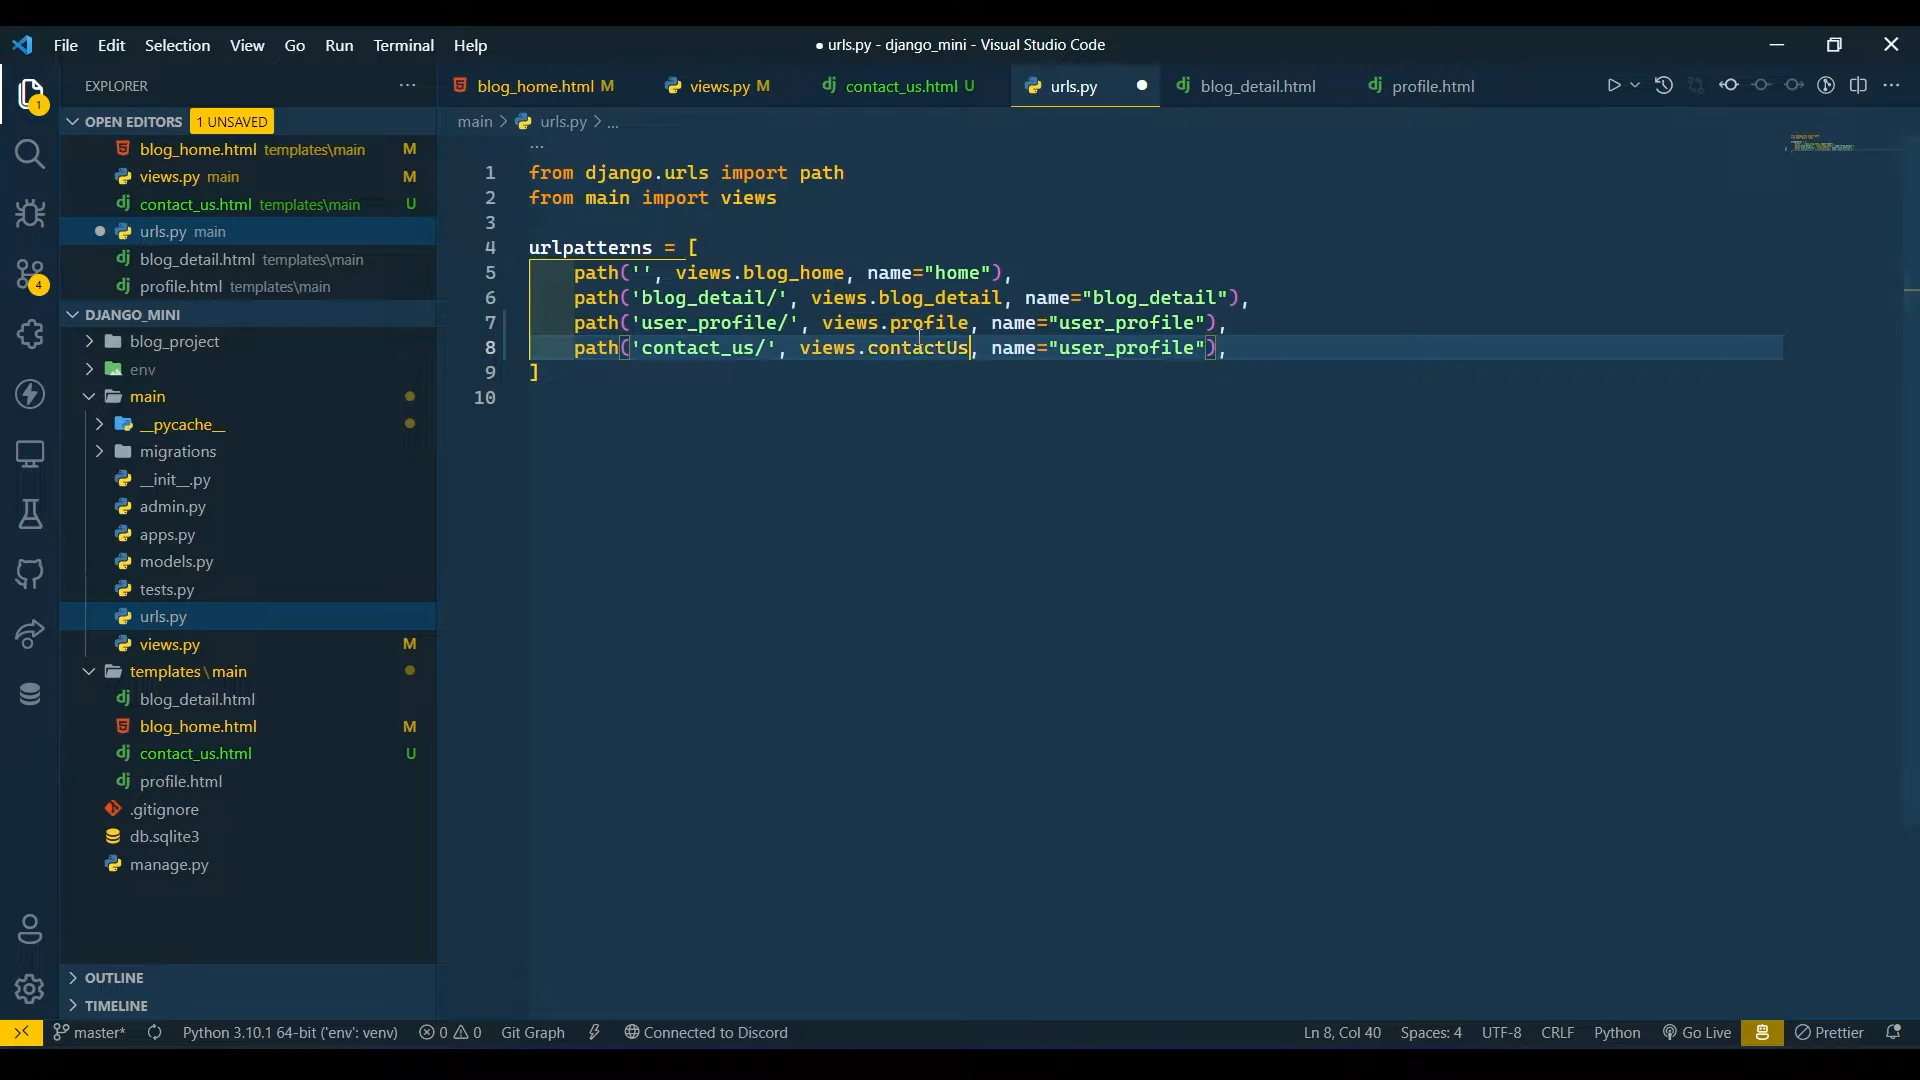 File Edit Selection View Go Run Terminal Help
● urls.py - django_mini - Visual Studio Code
EXPLORER ...
blog_home.html M views.py M contact_us.html U urls.py blog_detail.html profile.html
OPEN EDITORS 1 UNSAVED
blog_home.html templates\main M
views.py main M
contact_us.html templates\main U
urls.py main
blog_detail.html templates\main
profile.html templates\main
DJANGO_MINI
blog_project
env
main
__pycache__
migrations
__init__.py
admin.py
apps.py
models.py
tests.py
urls.py
views.py M
templates\main
blog_detail.html
blog_home.html M
contact_us.html U
profile.html
.gitignore
db.sqlite3
manage.py
OUTLINE
TIMELINE
1
4
main > urls.py > ...
...
1 from django.urls import path
2 from main import views
3
4 urlpatterns = [
5 path('', views.blog_home, name="home"),
6 path('blog_detail/', views.blog_detail, name="blog_detail"),
7 path('user_profile/', views.profile, name="user_profile"),
8 path('contact_us/', views.contactUs, name="user_profile"),
9 ]
10
master* Python 3.10.1 64-bit ('env': venv) 0 0 Git Graph Connected to Discord Ln 8, Col 40 Spaces: 4 UTF-8 CRLF Python Go Live Prettier